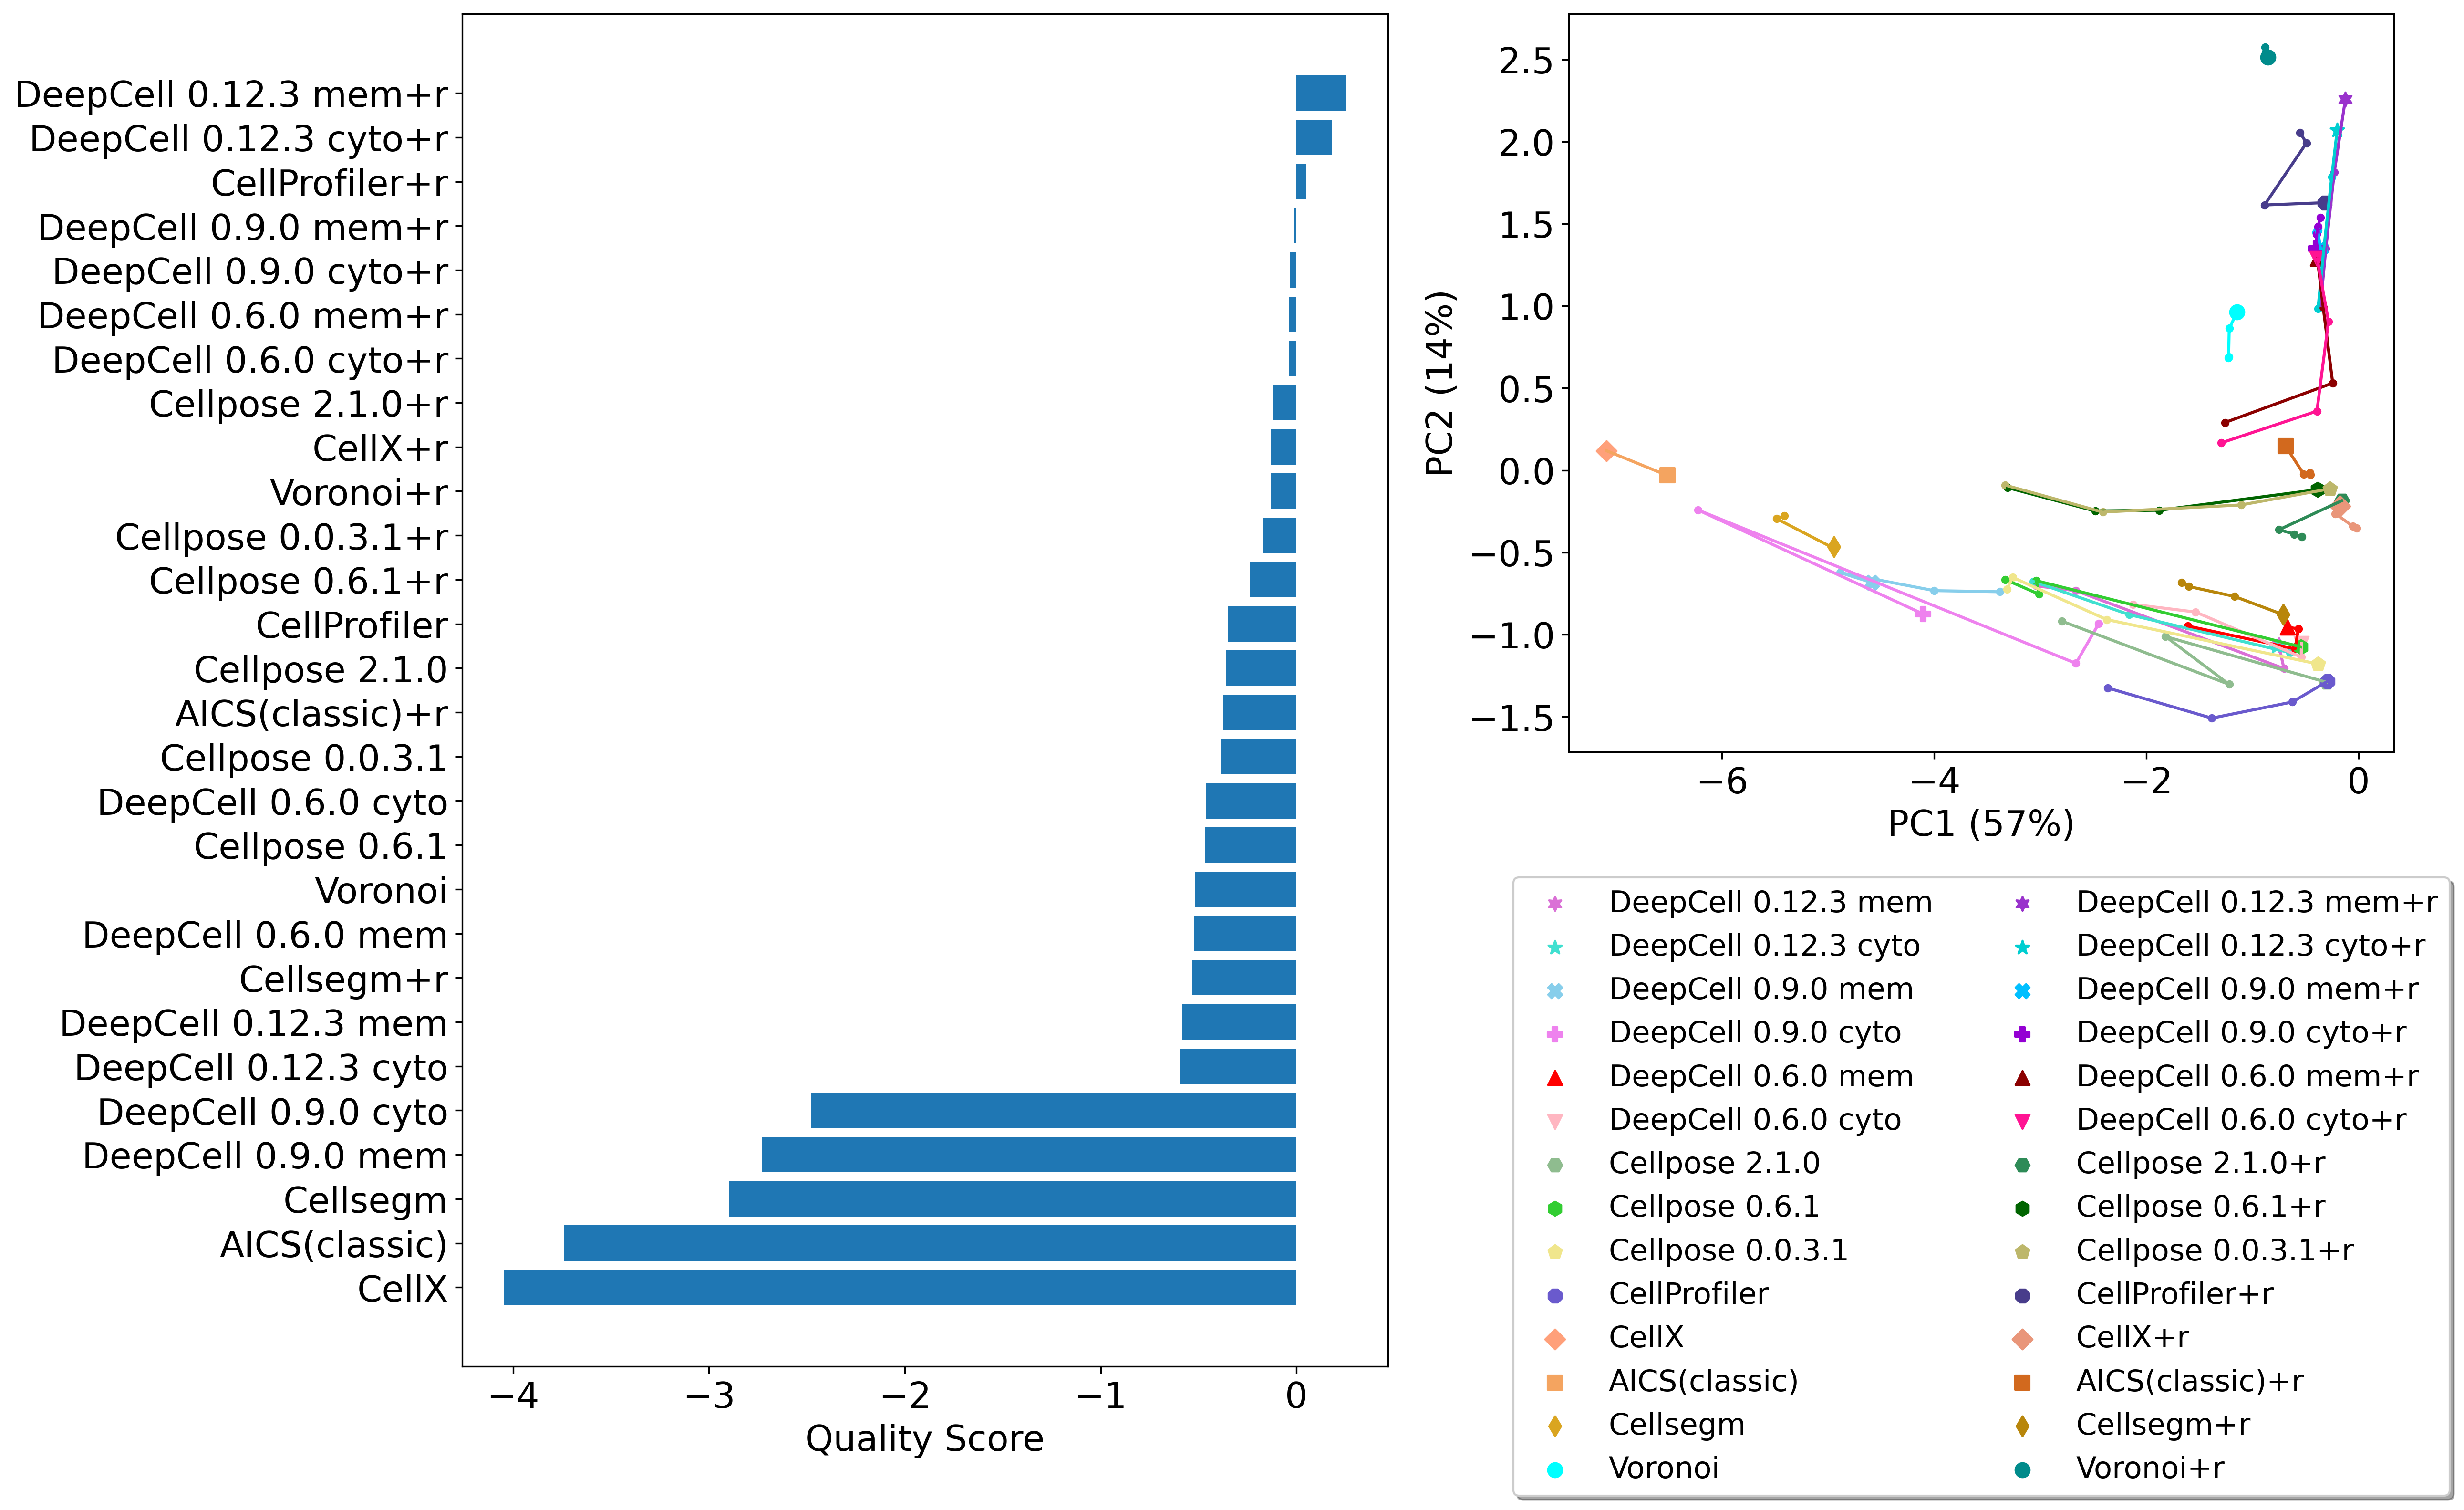 DeepCell 0.12.3 mem+r
DeepCell 0.12.3 cyto+r
CellProfiler+r
DeepCell 0.9.0 mem+r
DeepCell 0.9.0 cyto+r
DeepCell 0.6.0 mem+r
DeepCell 0.6.0 cyto+r
Cellpose 2.1.0+r
CellX+r
Voronoi+r
Cellpose 0.0.3.1+r
Cellpose 0.6.1+r
CellProfiler
Cellpose 2.1.0
AICS(classic)+r
Cellpose 0.0.3.1
DeepCell 0.6.0 cyto
Cellpose 0.6.1
Voronoi
DeepCell 0.6.0 mem
Cellsegm+r
DeepCell 0.12.3 mem
DeepCell 0.12.3 cyto
DeepCell 0.9.0 cyto
DeepCell 0.9.0 mem
Cellsegm
AICS(classic)
CellX
−4 −3 −2 −1 0
Quality Score
2.5
2.0
1.5
1.0
0.5
0.0
−0.5
−1.0
−1.5
PC2 (14%)
−6 −4 −2 0
PC1 (57%)
DeepCell 0.12.3 mem DeepCell 0.12.3 mem+r
DeepCell 0.12.3 cyto DeepCell 0.12.3 cyto+r
DeepCell 0.9.0 mem DeepCell 0.9.0 mem+r
DeepCell 0.9.0 cyto DeepCell 0.9.0 cyto+r
DeepCell 0.6.0 mem DeepCell 0.6.0 mem+r
DeepCell 0.6.0 cyto DeepCell 0.6.0 cyto+r
Cellpose 2.1.0 Cellpose 2.1.0+r
Cellpose 0.6.1 Cellpose 0.6.1+r
Cellpose 0.0.3.1 Cellpose 0.0.3.1+r
CellProfiler CellProfiler+r
CellX CellX+r
AICS(classic) AICS(classic)+r
Cellsegm Cellsegm+r
Voronoi Voronoi+r